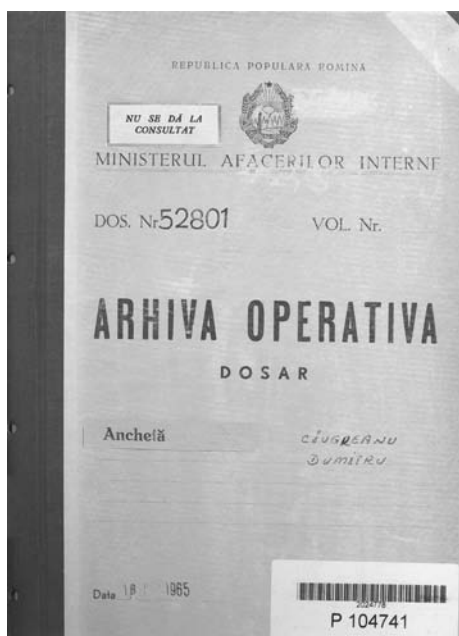 REPUBLICA POPULARA ROMINA
NU SE DĂ LA
CONSULTAT
MINISTERUL AFACERILOR INTERNE
DOS. Nr. 52801 VOL. Nr.
ARHIVA OPERATIVA
DOSAR
Anchetă
CIUGREANU
DUMITRU
Data 18 1965
2024778
P 104741